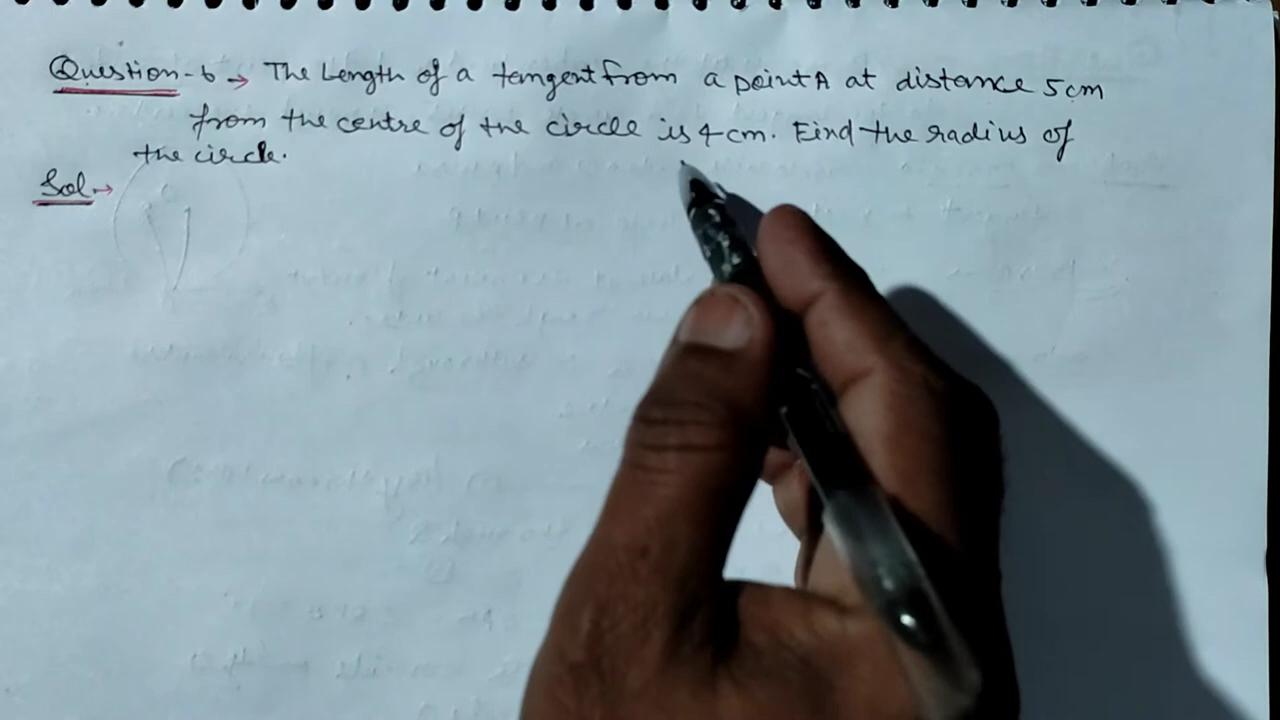 Question-6 → The Length of a tangent from a point A at distance 5cm
from the centre of the circle is 4cm. Find the radius of
the circle.
Sol→